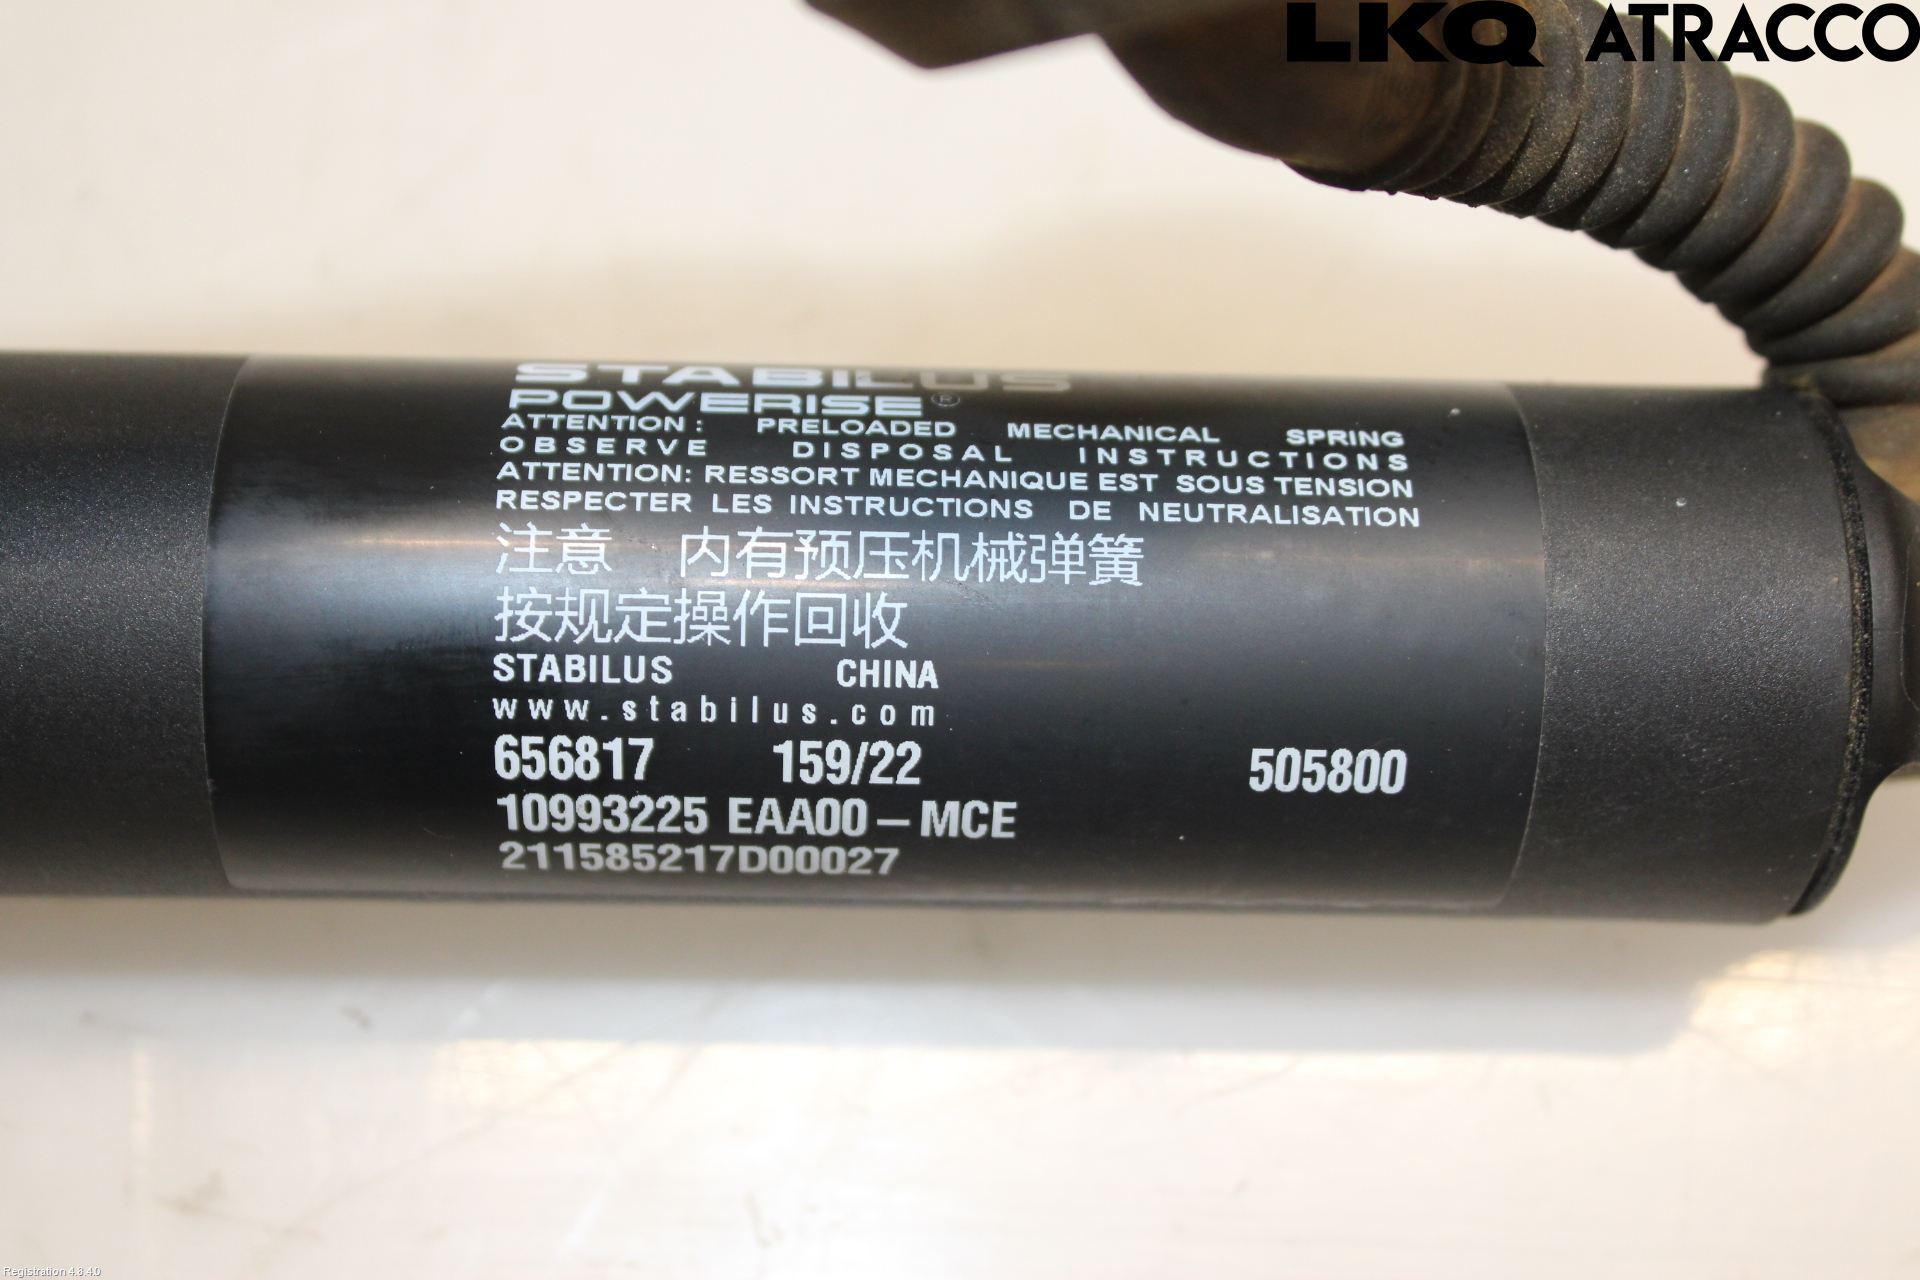 LKQ ATRACCO
STABILUS
POWERISE®
ATTENTION: PRELOADED MECHANICAL SPRING
OBSERVE DISPOSAL INSTRUCTIONS
ATTENTION: RESSORT MECHANIQUE EST SOUS TENSION
RESPECTER LES INSTRUCTIONS DE NEUTRALISATION
注意 内有预压机械弹簧
按规定操作回收
STABILUS CHINA
www.stabilus.com
656817 159/22 505800
10993225 EAA00-MCE
211585217D00027
Registration 4.8.4.0